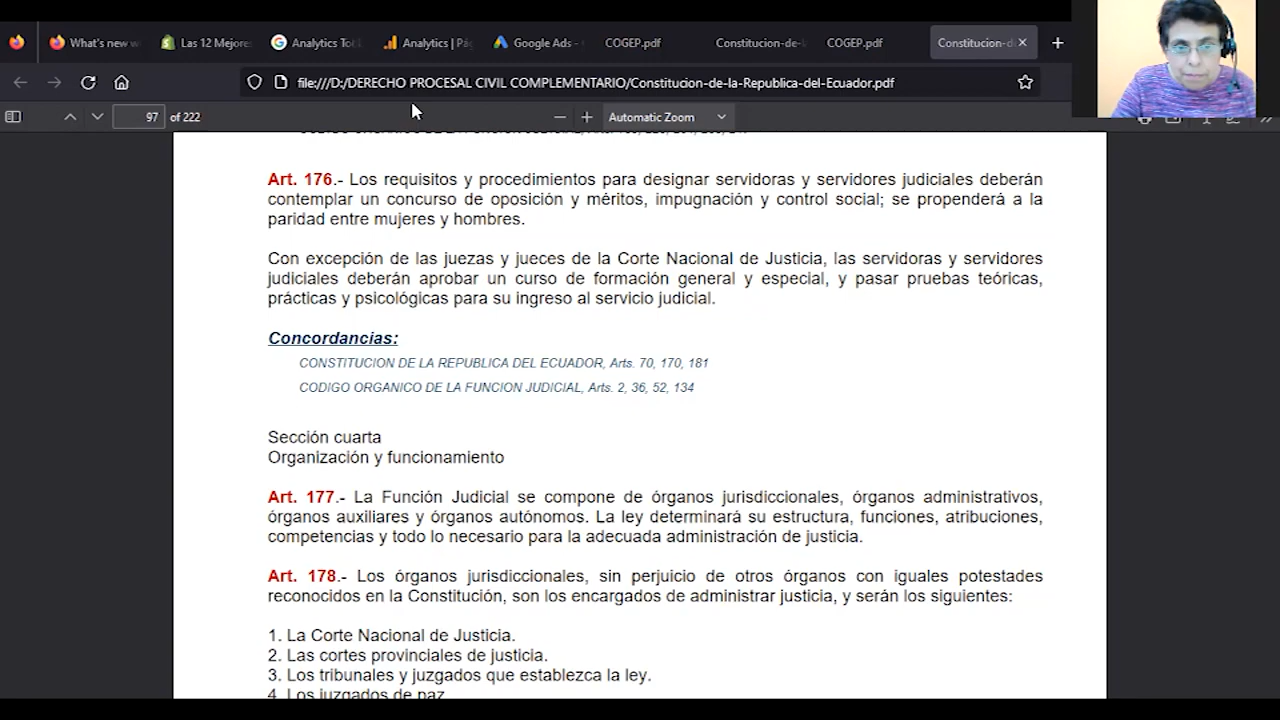 What's new w
Las 12 Mejore
Analytics Tod
Analytics | Pág
Google Ads -
COGEP.pdf
Constitucion-de-
COGEP.pdf
Constitucion-d
file:///D:/DERECHO PROCESAL CIVIL COMPLEMENTARIO/Constitucion-de-la-Republica-del-Ecuador.pdf
97 of 222
Automatic Zoom
Art. 176.- Los requisitos y procedimientos para designar servidoras y servidores judiciales deberán
contemplar un concurso de oposición y méritos, impugnación y control social; se propenderá a la
paridad entre mujeres y hombres.
Con excepción de las juezas y jueces de la Corte Nacional de Justicia, las servidoras y servidores
judiciales deberán aprobar un curso de formación general y especial, y pasar pruebas teóricas,
prácticas y psicológicas para su ingreso al servicio judicial.
Concordancias:
CONSTITUCION DE LA REPUBLICA DEL ECUADOR, Arts. 70, 170, 181
CODIGO ORGANICO DE LA FUNCION JUDICIAL, Arts. 2, 36, 52, 134
Sección cuarta
Organización y funcionamiento
Art. 177.- La Función Judicial se compone de órganos jurisdiccionales, órganos administrativos,
órganos auxiliares y órganos autónomos. La ley determinará su estructura, funciones, atribuciones,
competencias y todo lo necesario para la adecuada administración de justicia.
Art. 178.- Los órganos jurisdiccionales, sin perjuicio de otros órganos con iguales potestades
reconocidos en la Constitución, son los encargados de administrar justicia, y serán los siguientes:
1. La Corte Nacional de Justicia.
2. Las cortes provinciales de justicia.
3. Los tribunales y juzgados que establezca la ley.
4. Los juzgados de paz